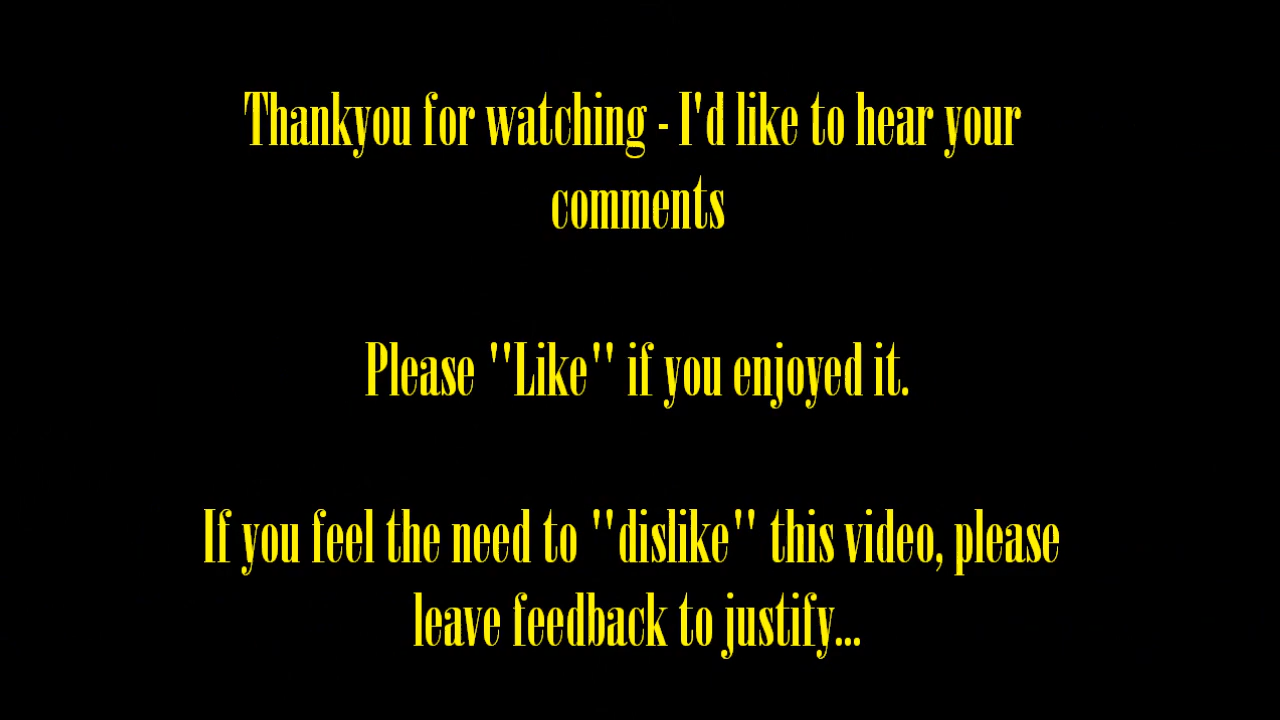 Thankyou for watching - I'd like to hear your
comments
Please "Like" if you enjoyed it.
If you feel the need to "dislike" this video, please
leave feedback to justify...